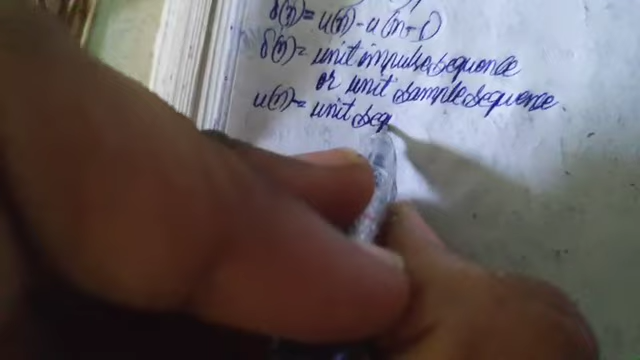 δ(n) = u(n) - u(n-1)
δ(n) = unit impulse sequence
or unit sample sequence.
u(n) = unit seq